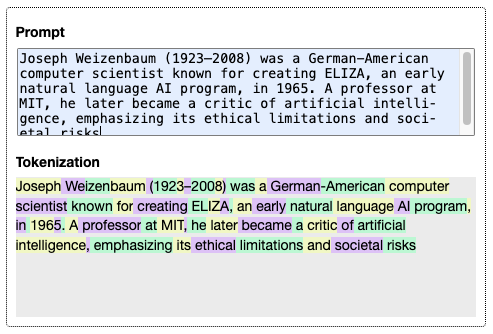 Prompt
Joseph Weizenbaum (1923–2008) was a German-American
computer scientist known for creating ELIZA, an early
natural language AI program, in 1965. A professor at
MIT, he later became a critic of artificial intelli-
gence, emphasizing its ethical limitations and soci-
etal risks
Tokenization
Joseph Weizenbaum (1923–2008) was a German-American computer
scientist known for creating ELIZA, an early natural language AI program,
in 1965. A professor at MIT, he later became a critic of artificial
intelligence, emphasizing its ethical limitations and societal risks